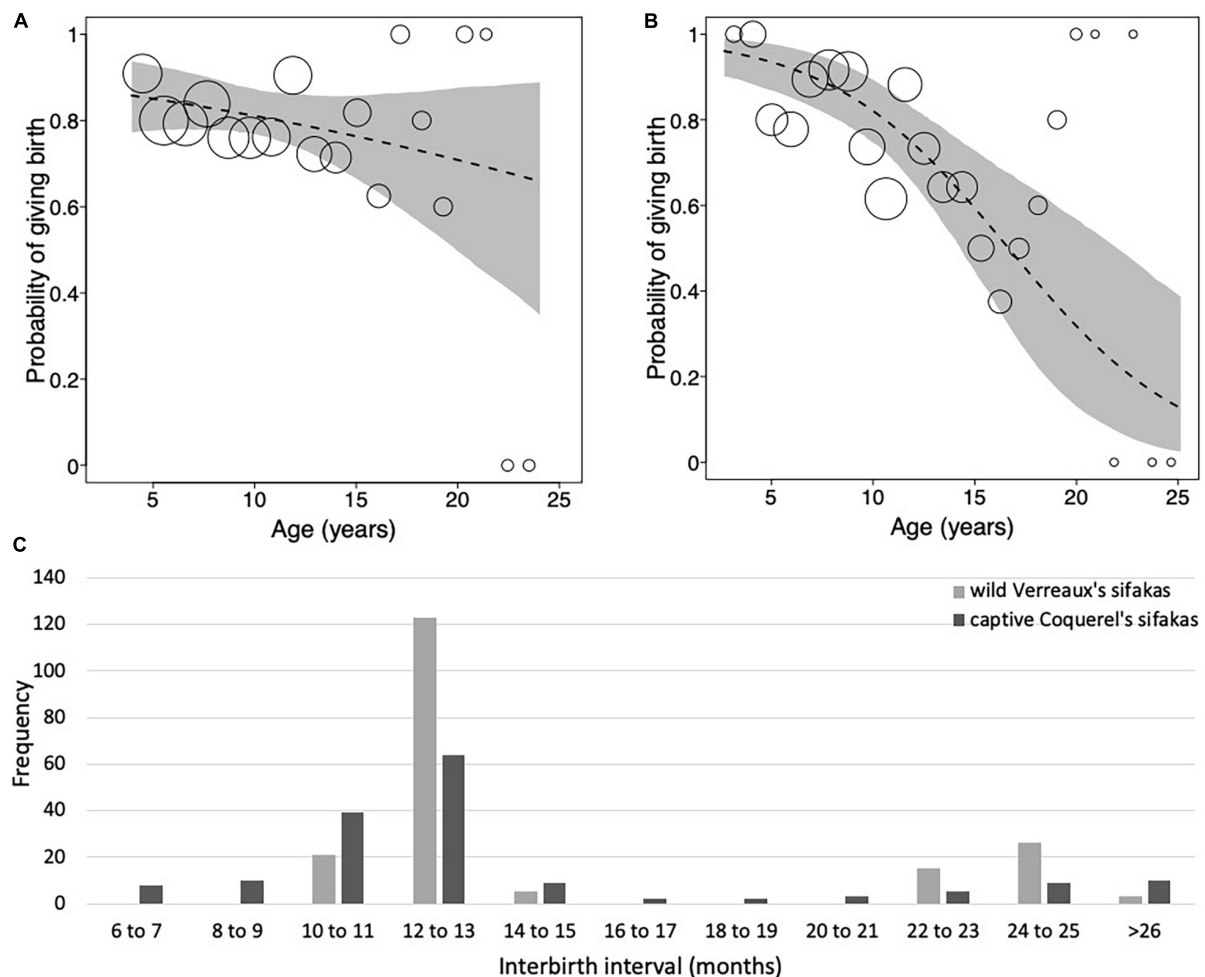 A
Probability of giving birth
1
0.8
0.6
0.4
0.2
0
5 10 15 20 25
Age (years)
B
Probability of giving birth
1
0.8
0.6
0.4
0.2
0
5 10 15 20 25
Age (years)
C
Frequency
140
120
100
80
60
40
20
0
wild Verreaux's sifakas
captive Coquerel's sifakas
6 to 7 8 to 9 10 to 11 12 to 13 14 to 15 16 to 17 18 to 19 20 to 21 22 to 23 24 to 25 >26
Interbirth interval (months)